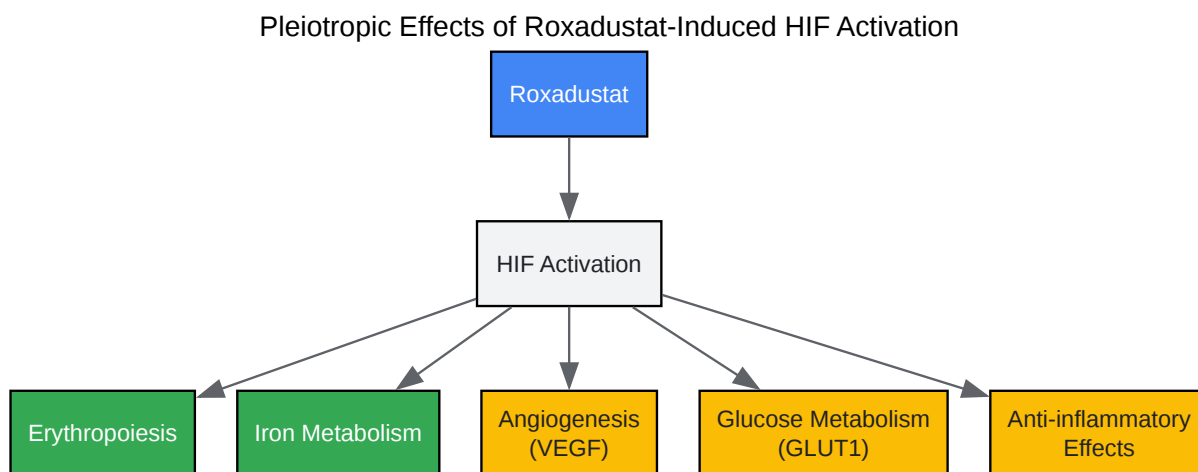 Pleiotropic Effects of Roxadustat-Induced HIF Activation
Roxadustat
HIF Activation
Erythropoiesis
Iron Metabolism
Angiogenesis
(VEGF)
Glucose Metabolism
(GLUT1)
Anti-inflammatory
Effects